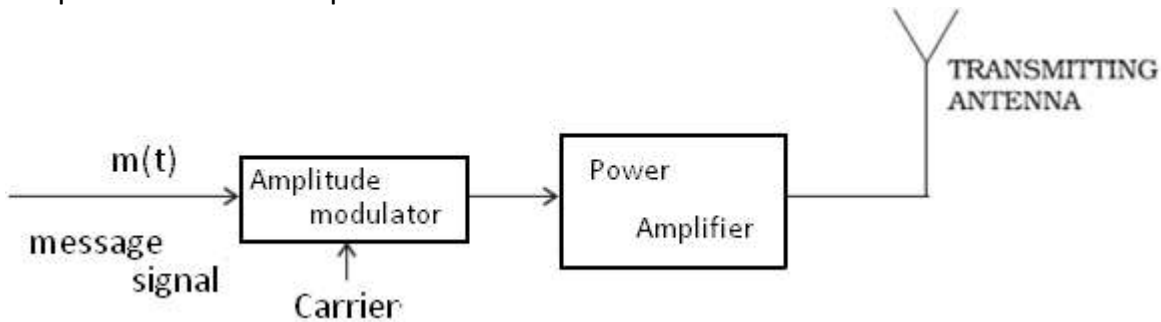 TRANSMITTING
ANTENNA
m(t)
message
signal
Amplitude
modulator
Carrier
Power
Amplifier